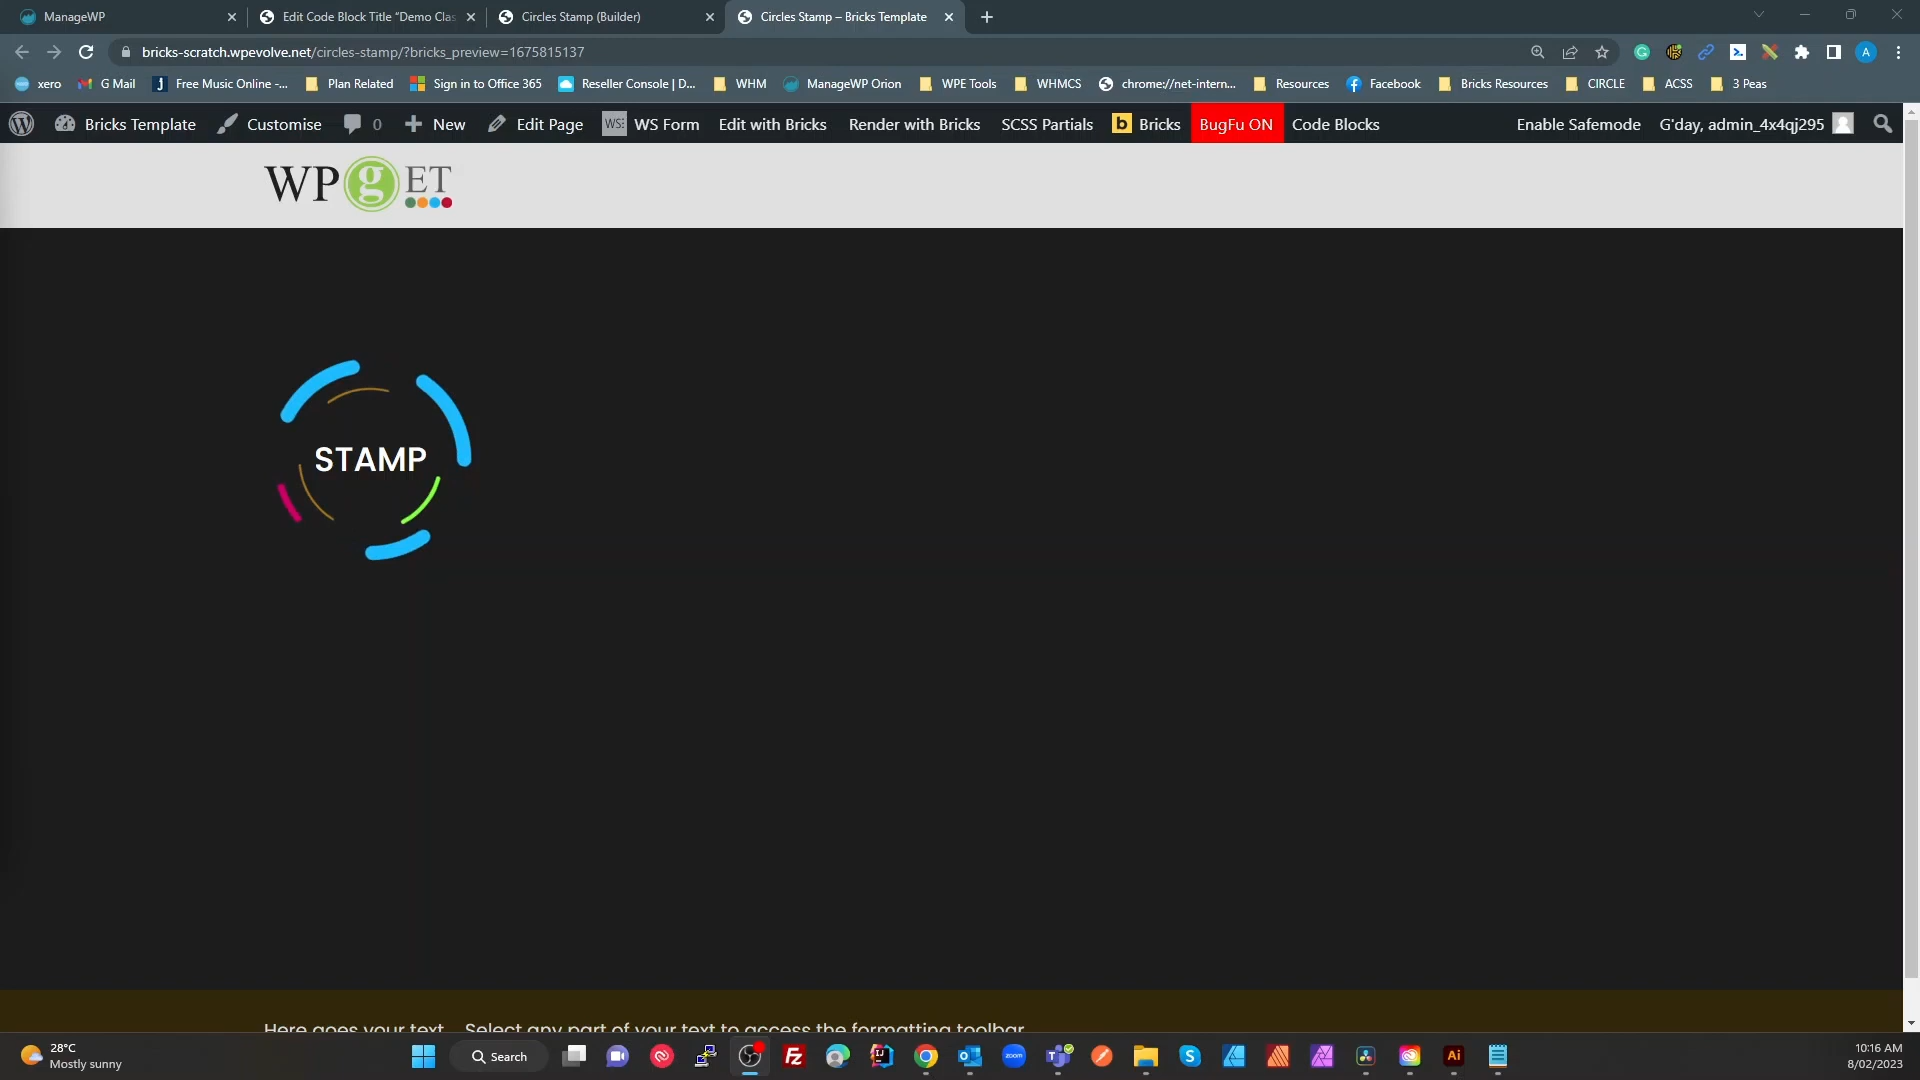 ManageWP
Edit Code Block Title "Demo Clas
Circles Stamp (Builder)
Circles Stamp – Bricks Template
bricks-scratch.wpevolve.net/circles-stamp/?bricks_preview=1675815137
A
xero
G Mail
Free Music Online -...
Plan Related
Sign in to Office 365
Reseller Console | D...
WHM
ManageWP Orion
WPE Tools
WHMCS
chrome://net-intern...
Resources
Facebook
Bricks Resources
CIRCLE
ACSS
3 Peas
Bricks Template
Customise
0
New
Edit Page
WS Form
Edit with Bricks
Render with Bricks
SCSS Partials
b Bricks
BugFu ON
Code Blocks
Enable Safemode
G'day, admin_4x4qj295
WP g ET
STAMP
Here goes your text ... Select any part of your text to access the formatting toolbar.
28°C
Mostly sunny
Search
zoom
Ai
10:16 AM
8/02/2023